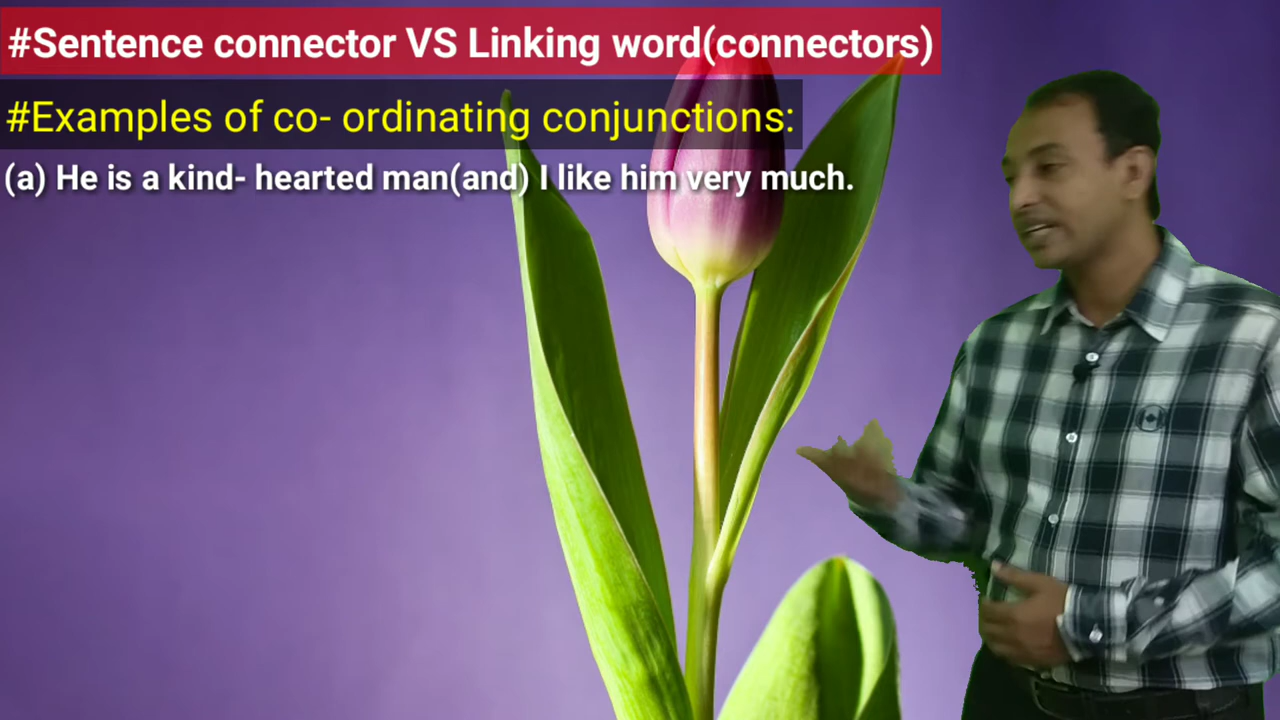 #Sentence connector VS Linking word(connectors)
#Examples of co- ordinating conjunctions:
(a) He is a kind- hearted man(and) I like him very much.